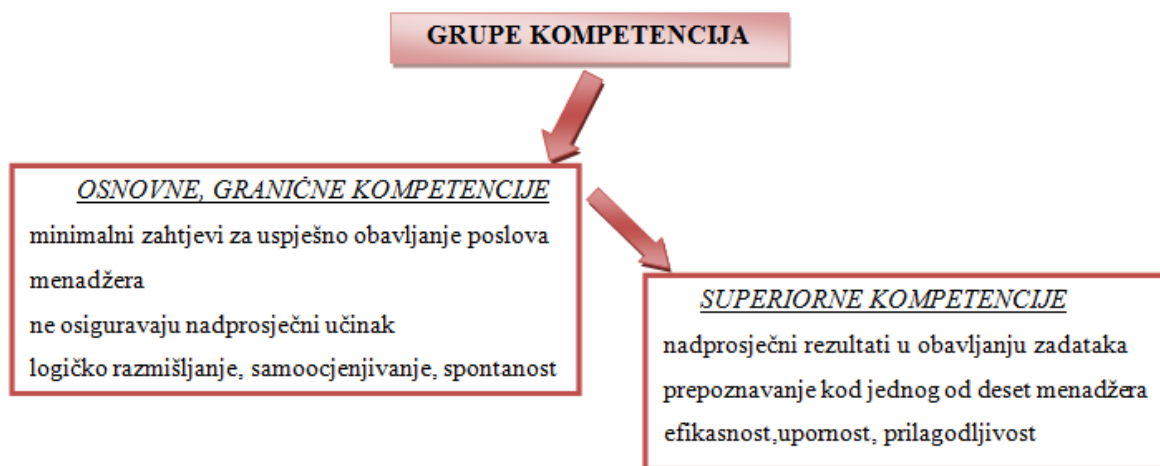 GRUPE KOMPETENCIJA
OSNOVNE, GRANIČNE KOMPETENCIJE
minimalni zahtjevi za uspješno obavljanje poslova
menadžera
ne osiguravaju nadprosječni učinak
logičko razmišljanje, samoocjenjivanje, spontanost
SUPERIORNE KOMPETENCIJE
nadprosječni rezultati u obavljanju zadataka
prepoznavanje kod jednog od deset menadžera
efikasnost,upornost, prilagodljivost